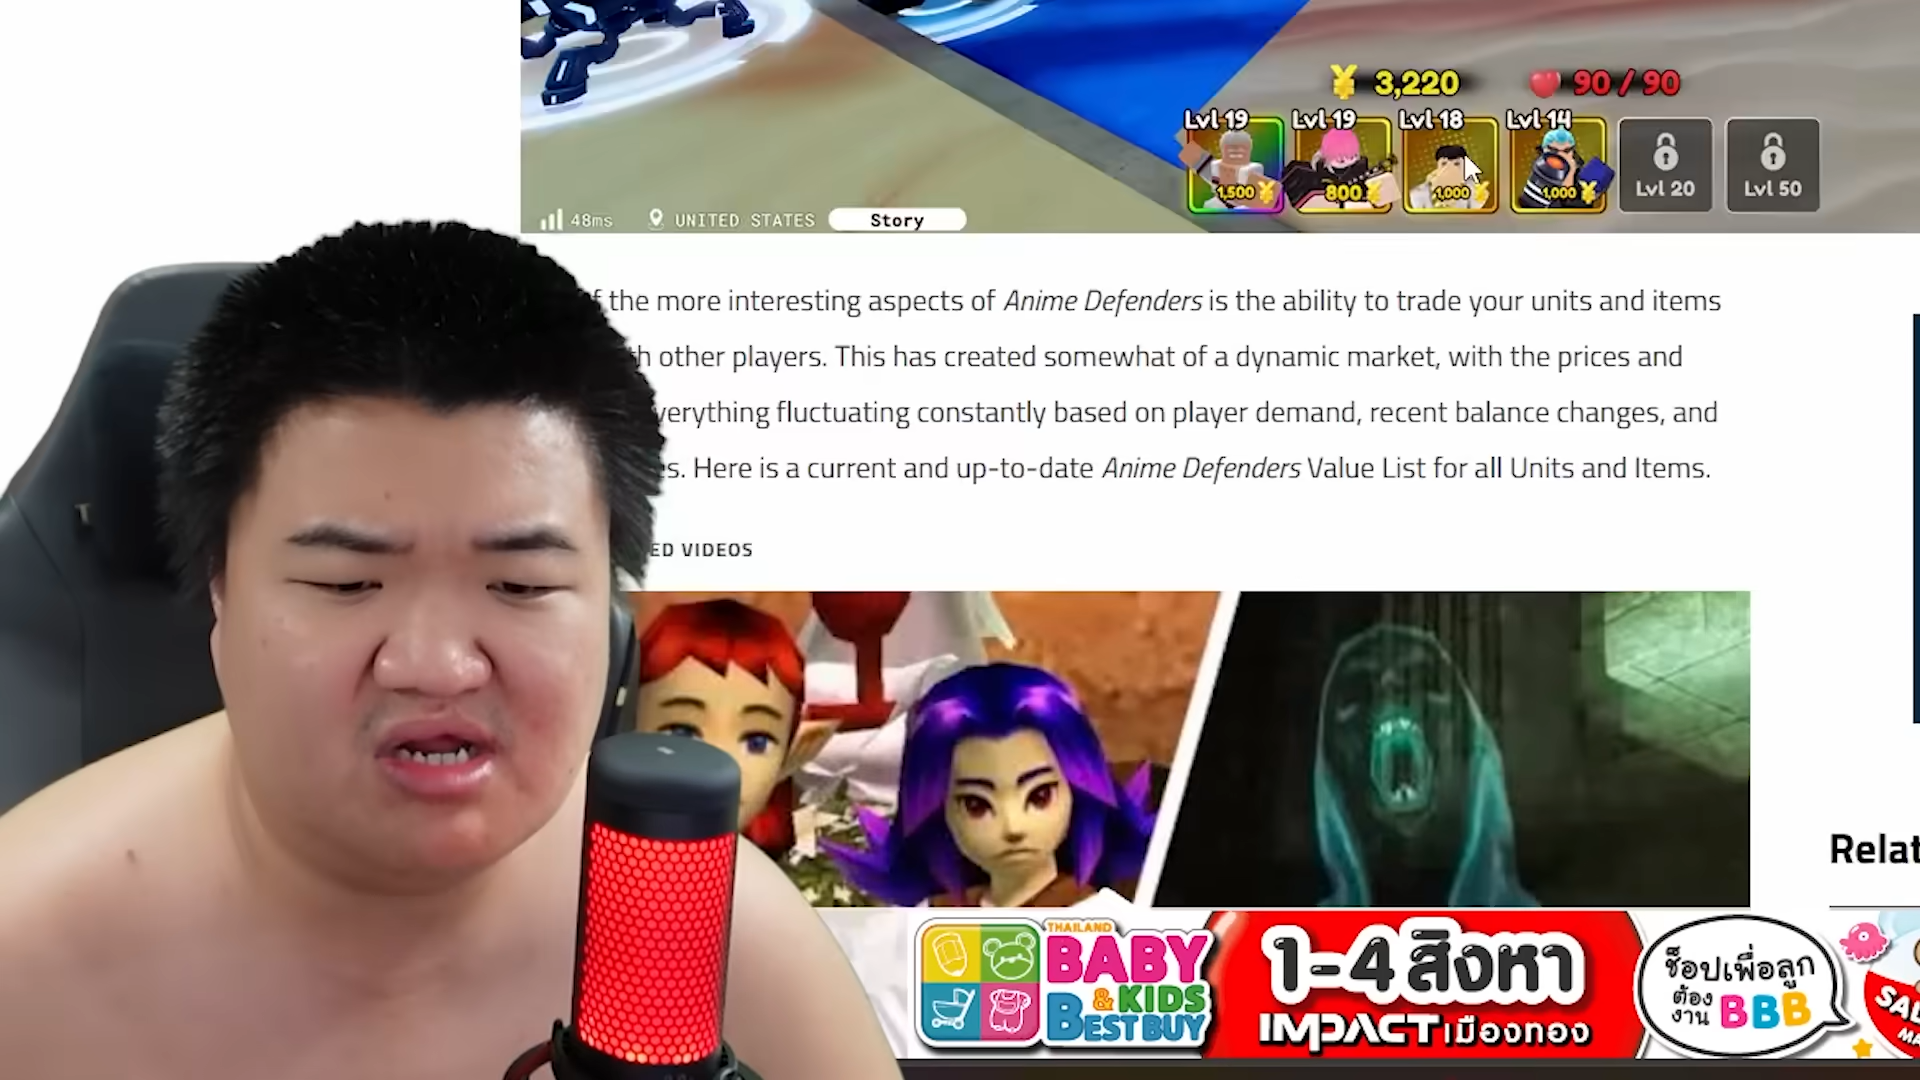 ¥ 3,220 90 / 90
Lvl 19 Lvl 19 Lvl 18 Lvl 14
1,500 ¥ 800 ¥ 1,000 ¥ 1,000 ¥ Lvl 20 Lvl 50
48ms UNITED STATES Story
f the more interesting aspects of Anime Defenders is the ability to trade your units and items
h other players. This has created somewhat of a dynamic market, with the prices and
verything fluctuating constantly based on player demand, recent balance changes, and
s. Here is a current and up-to-date Anime Defenders Value List for all Units and Items.
ED VIDEOS
Relat
THAILAND
BABY
& KIDS
BEST BUY
1-4 สิงหา
IMPACT เมืองทอง
ช็อปเพื่อลูก
ต้อง
งาน BBB
SAL
MA